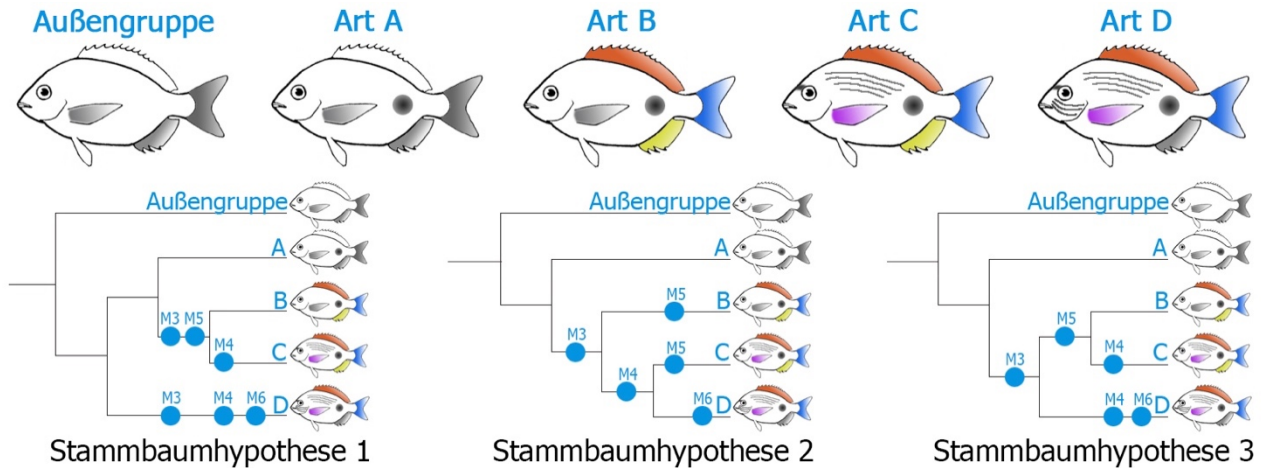 Außengruppe
Art A
Art B
Art C
Art D
Außengruppe
A
M3 M5
B
M4
C
M3 M4 M6
D
Stammbaumhypothese 1
Außengruppe
A
M5
B
M3
M5
C
M4
M6
D
Stammbaumhypothese 2
Außengruppe
A
M5
B
M4
C
M3
M4 M6
D
Stammbaumhypothese 3